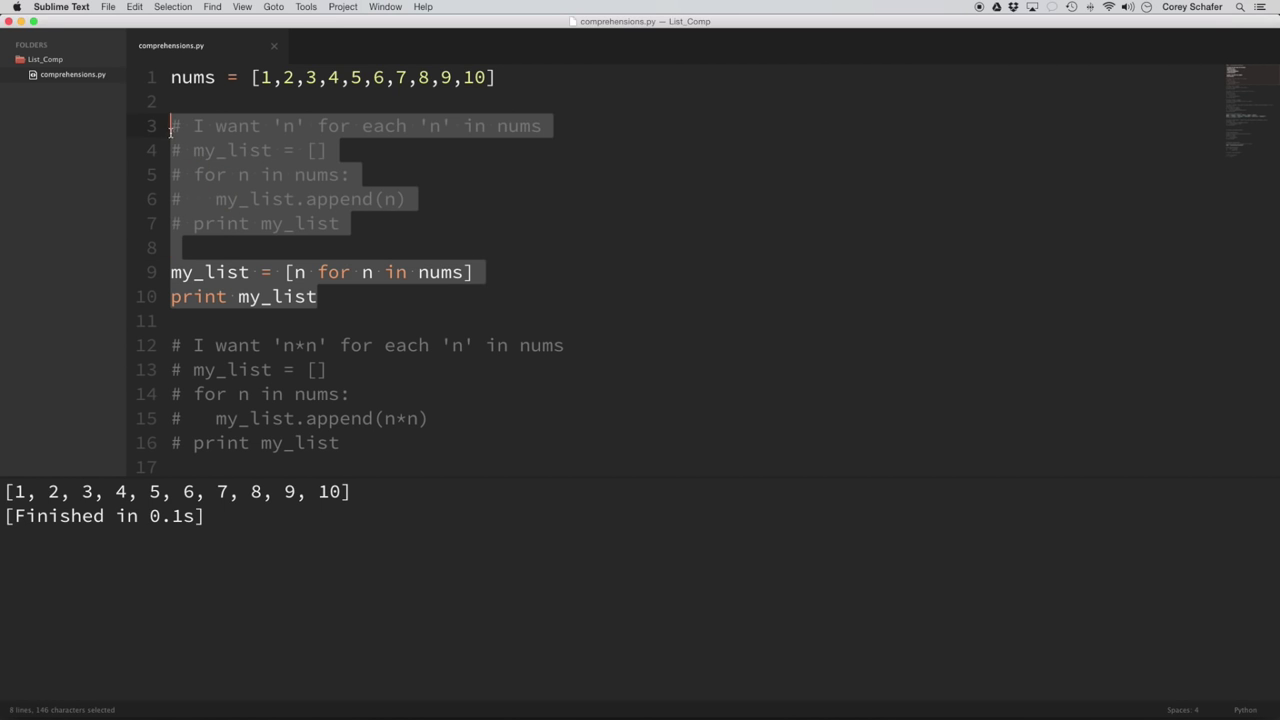 Sublime Text File Edit Selection Find View Goto Tools Project Window Help Corey Schafer
comprehensions.py — List_Comp
FOLDERS
List_Comp
comprehensions.py
comprehensions.py ×
1 nums = [1,2,3,4,5,6,7,8,9,10]
2
3 # I want 'n' for each 'n' in nums
4 # my_list = []
5 # for n in nums:
6 #   my_list.append(n)
7 # print my_list
8
9 my_list = [n for n in nums]
10 print my_list
11
12 # I want 'n*n' for each 'n' in nums
13 # my_list = []
14 # for n in nums:
15 #   my_list.append(n*n)
16 # print my_list
17
[1, 2, 3, 4, 5, 6, 7, 8, 9, 10]
[Finished in 0.1s]
8 lines, 146 characters selected Spaces: 4 Python